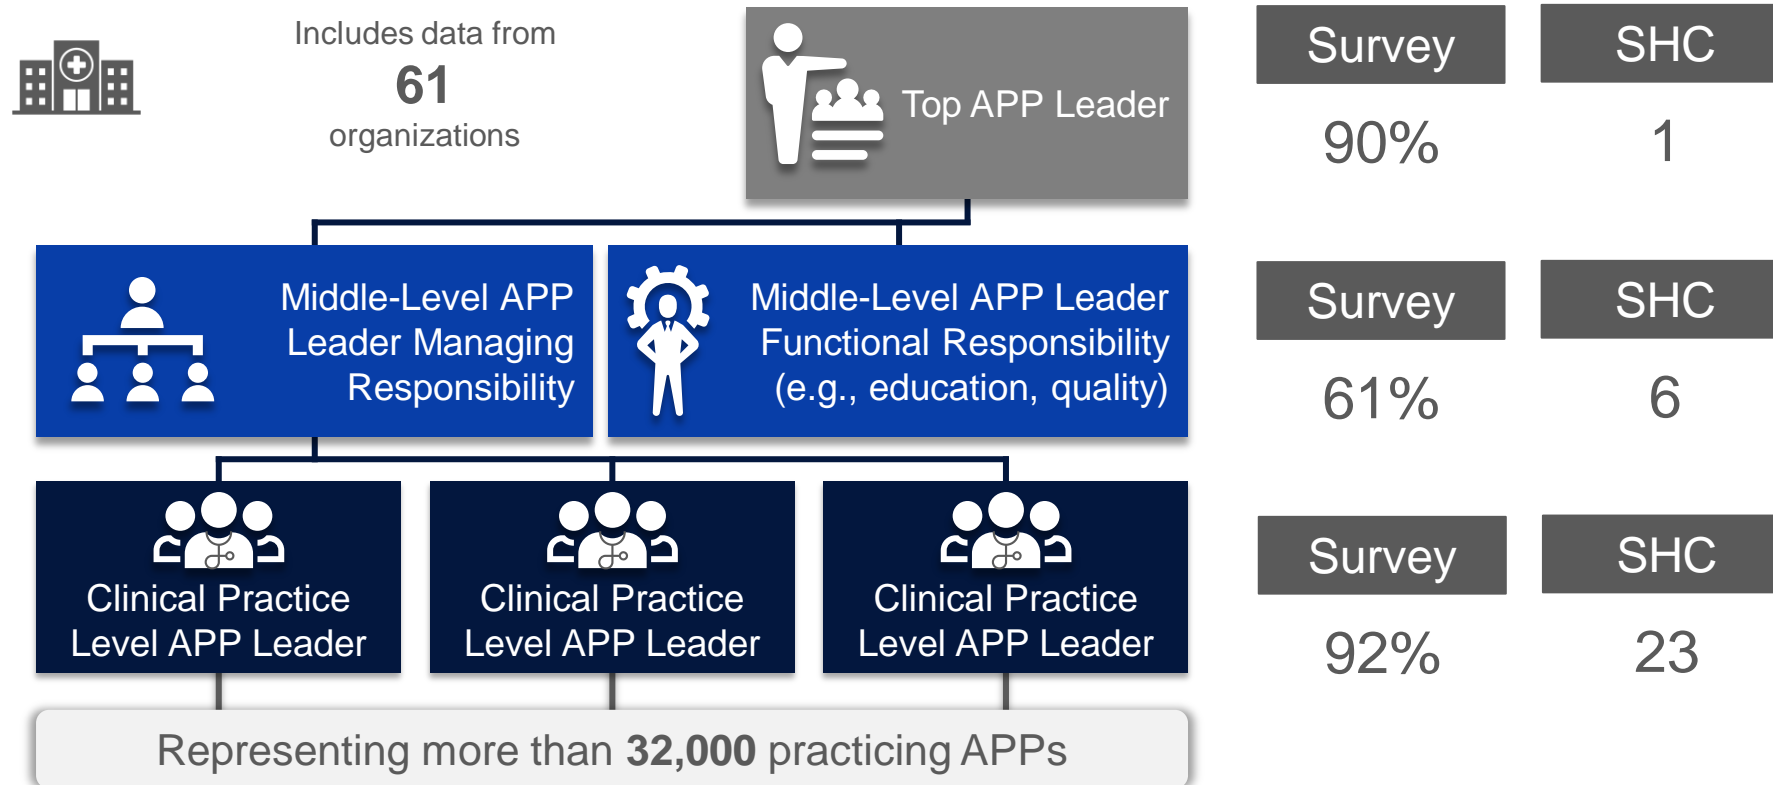 Includes data from
61
organizations
Top APP Leader
Survey
SHC
90%
1
Middle-Level APP
Leader Managing
Responsibility
Middle-Level APP Leader
Functional Responsibility
(e.g., education, quality)
Survey
SHC
61%
6
Clinical Practice
Level APP Leader
Clinical Practice
Level APP Leader
Clinical Practice
Level APP Leader
Survey
SHC
92%
23
Representing more than 32,000 practicing APPs